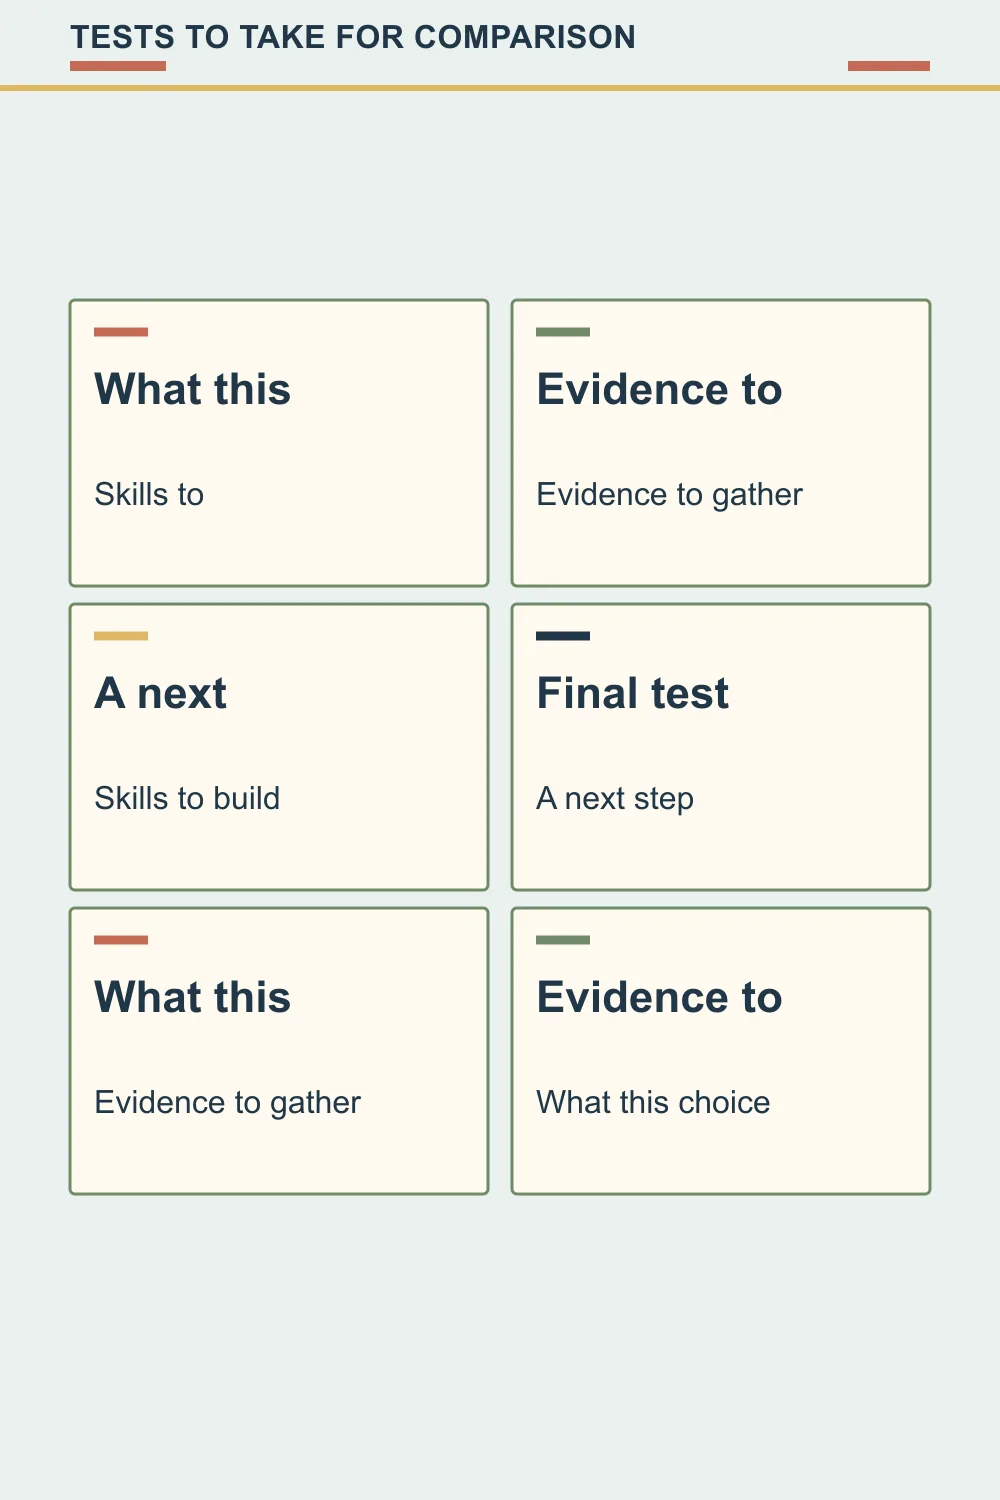 TESTS TO TAKE FOR COMPARISON
What this
Skills to
Evidence to
Evidence to gather
A next
Skills to build
Final test
A next step
What this
Evidence to gather
Evidence to
What this choice